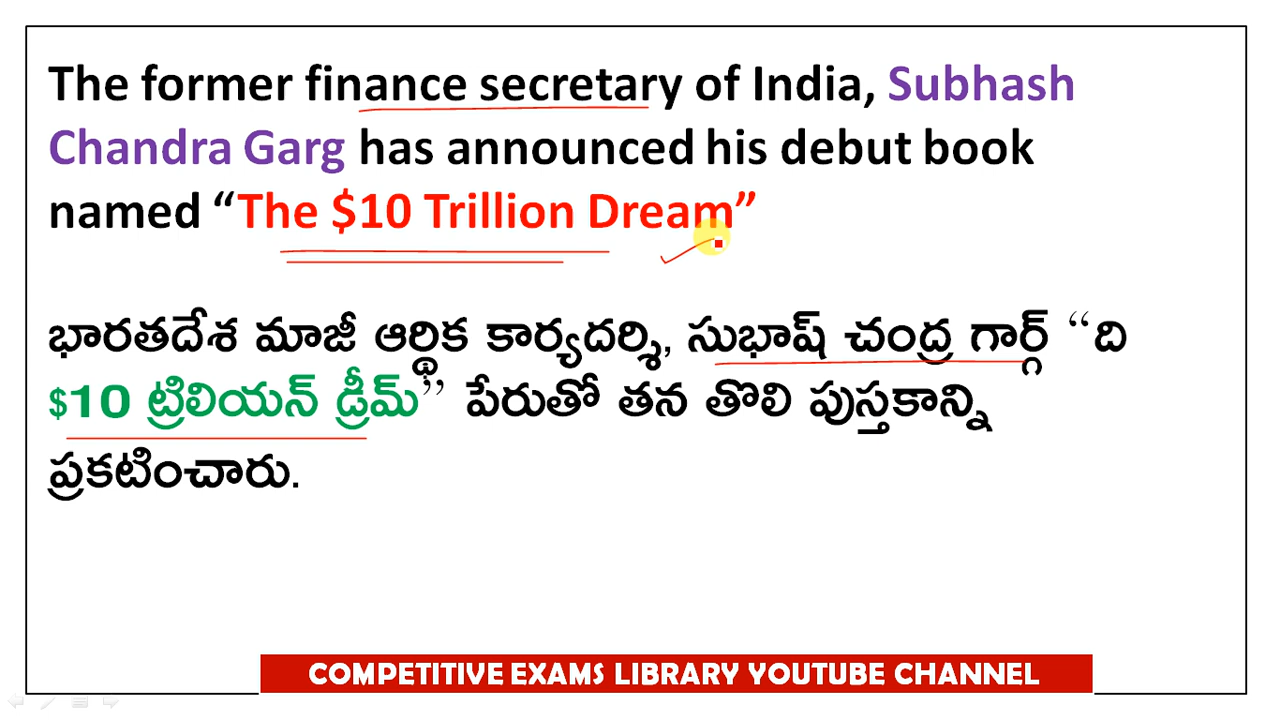 The former finance secretary of India, Subhash
Chandra Garg has announced his debut book
named “The $10 Trillion Dream”
భారతదేశ మాజీ ఆర్థిక కార్యదర్శి, సుభాష్ చంద్ర గార్గ్ “ది
$10 ట్రిలియన్ డ్రీమ్” పేరుతో తన తొలి పుస్తకాన్ని
ప్రకటించారు.
COMPETITIVE EXAMS LIBRARY YOUTUBE CHANNEL